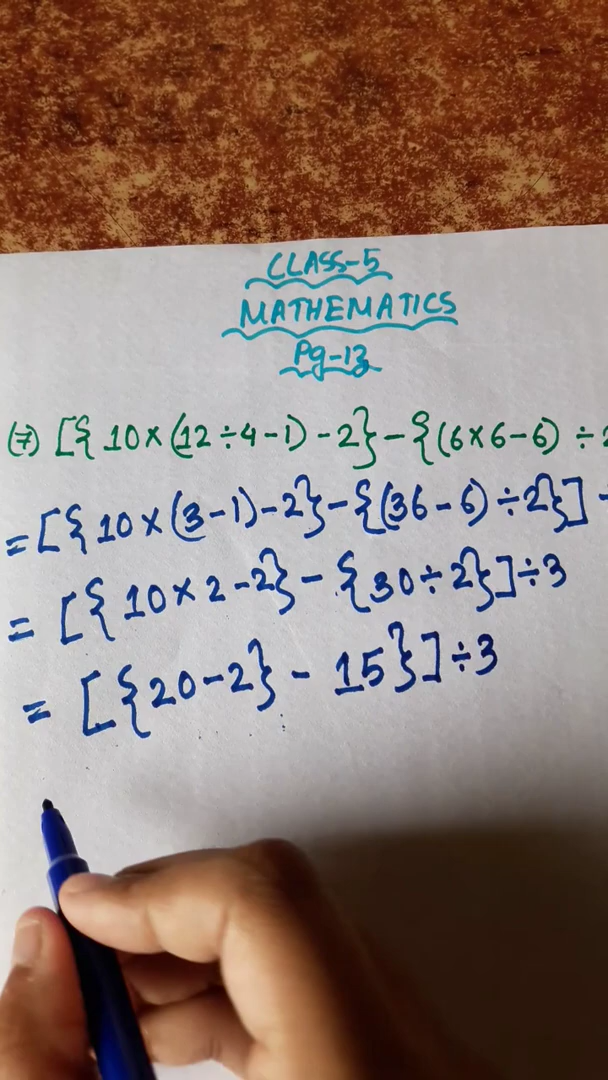 CLASS-5
MATHEMATICS
Pg-13
(7) [{10×(12÷4-1)-2}-{(6×6-6)÷2
=[{10×(3-1)-2}-{(36-6)÷2}]÷
= [{10×2-2}-{30÷2}]÷3
= [{20-2}- 15}]÷3